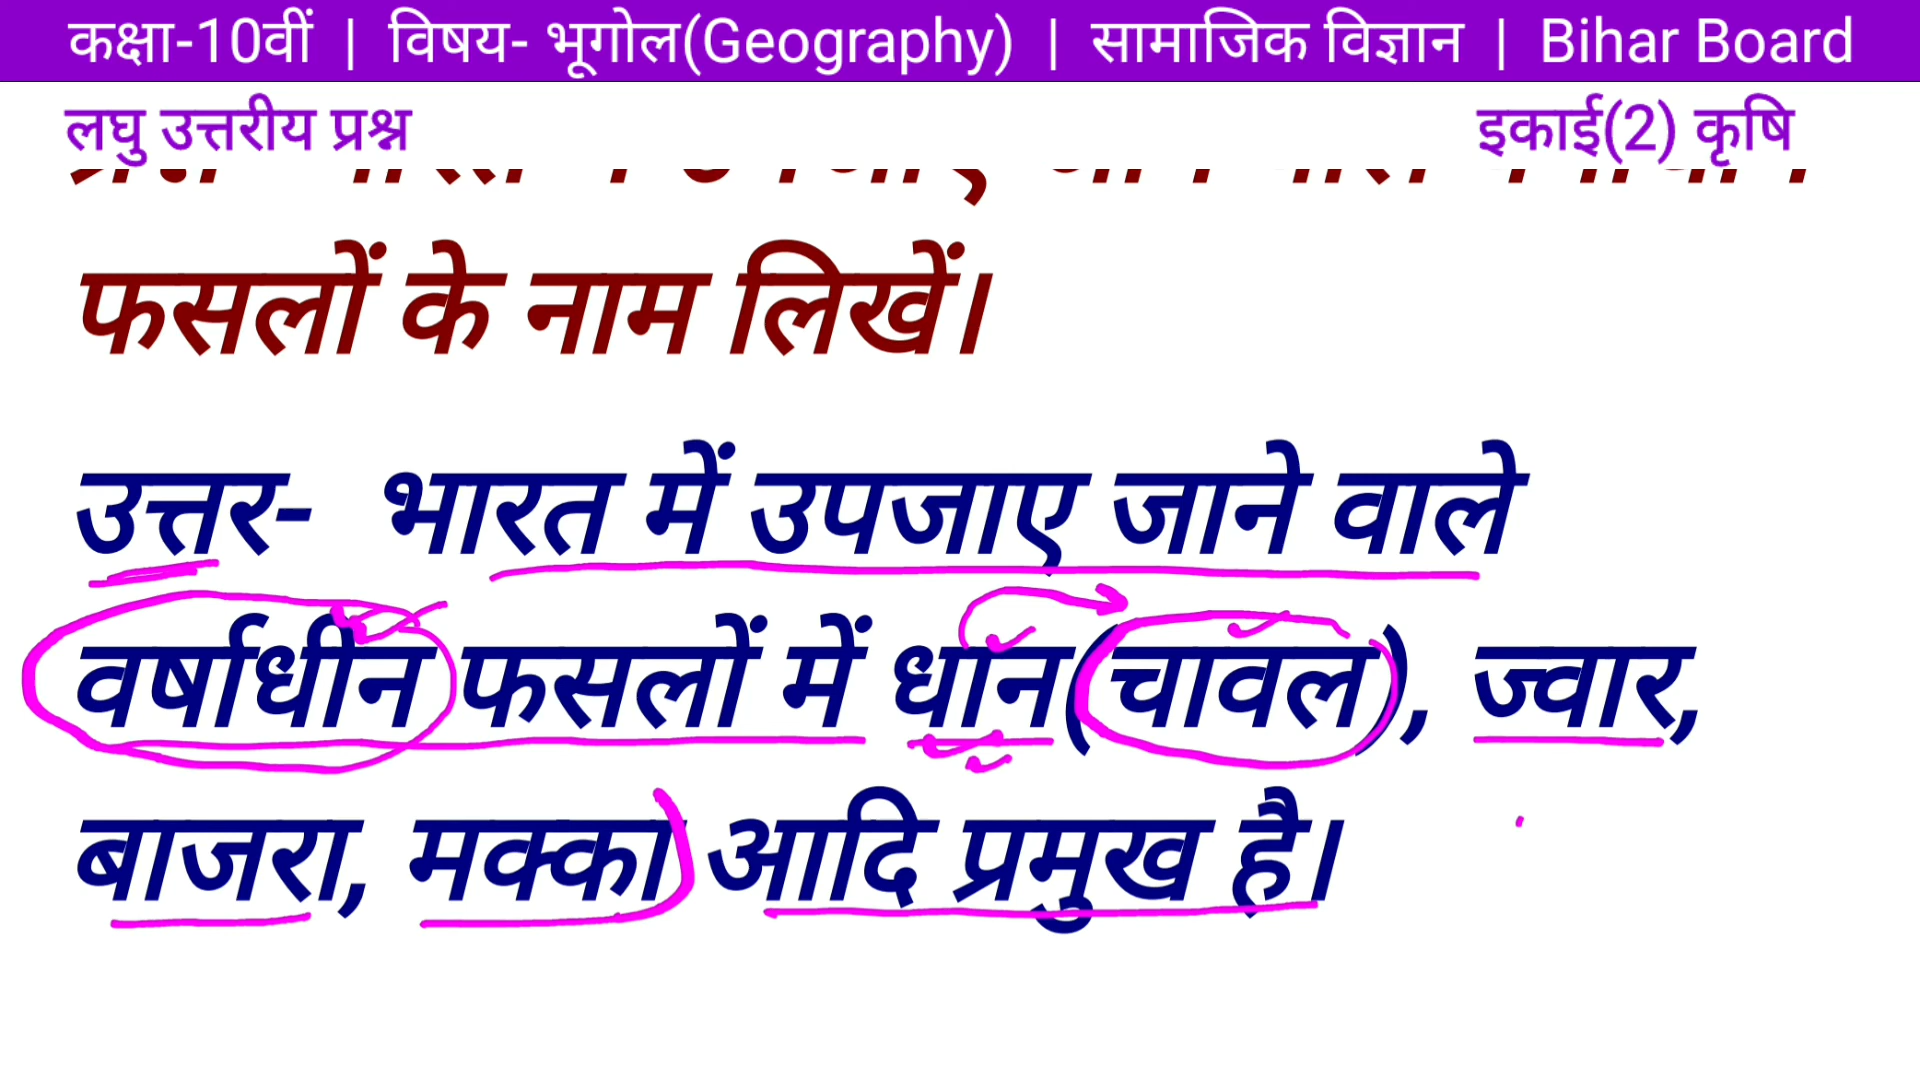 कक्षा-10वीं | विषय- भूगोल(Geography) | सामाजिक विज्ञान | Bihar Board
लघु उत्तरीय प्रश्न इकाई(2) कृषि
फसलों के नाम लिखें।
उत्तर- भारत में उपजाए जाने वाले
वर्षाधीन फसलों में धान(चावल), ज्वार,
बाजरा, मक्का आदि प्रमुख है।